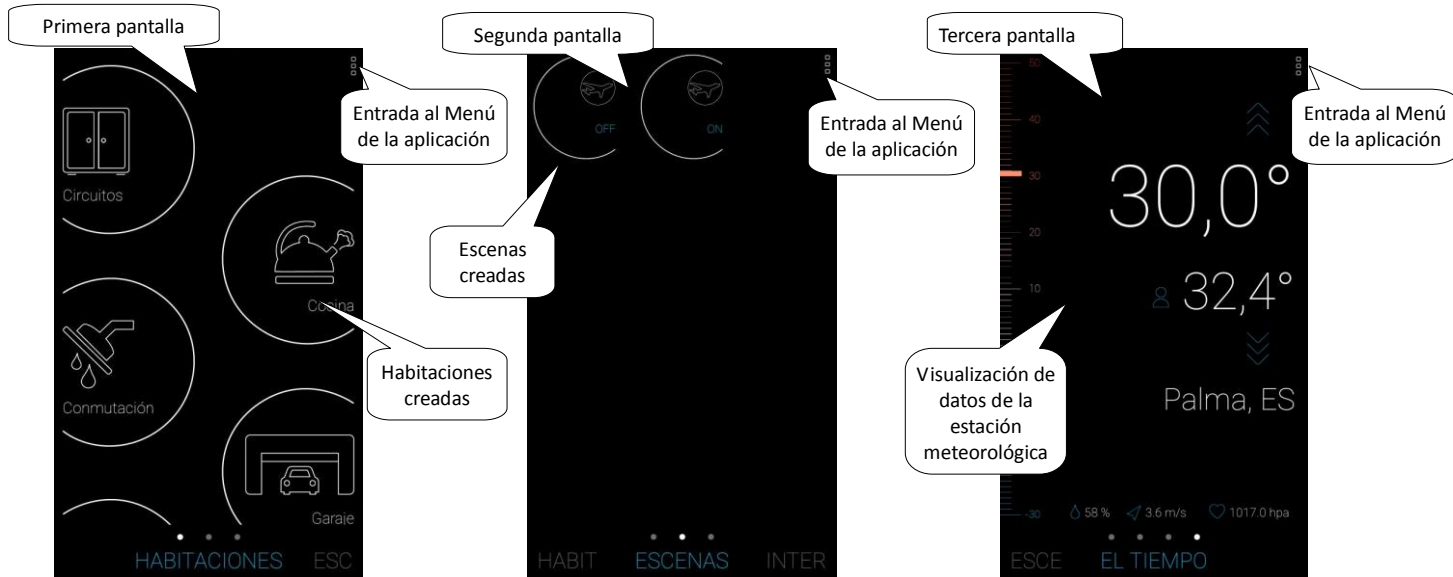 Primera pantalla
Entrada al Menú
de la aplicación
Circuitos
Cocina
Conmutación
Habitaciones
creadas
Garaje
HABITACIONES ESC
Segunda pantalla
OFF
ON
Entrada al Menú
de la aplicación
Escenas
creadas
HABIT ESCENAS INTER
Tercera pantalla
50
40
30
20
10
-30
Entrada al Menú
de la aplicación
30,0°
32,4°
Visualización de
datos de la
estación
meteorológica
Palma, ES
58 % 3.6 m/s 1017.0 hpa
ESCE EL TIEMPO